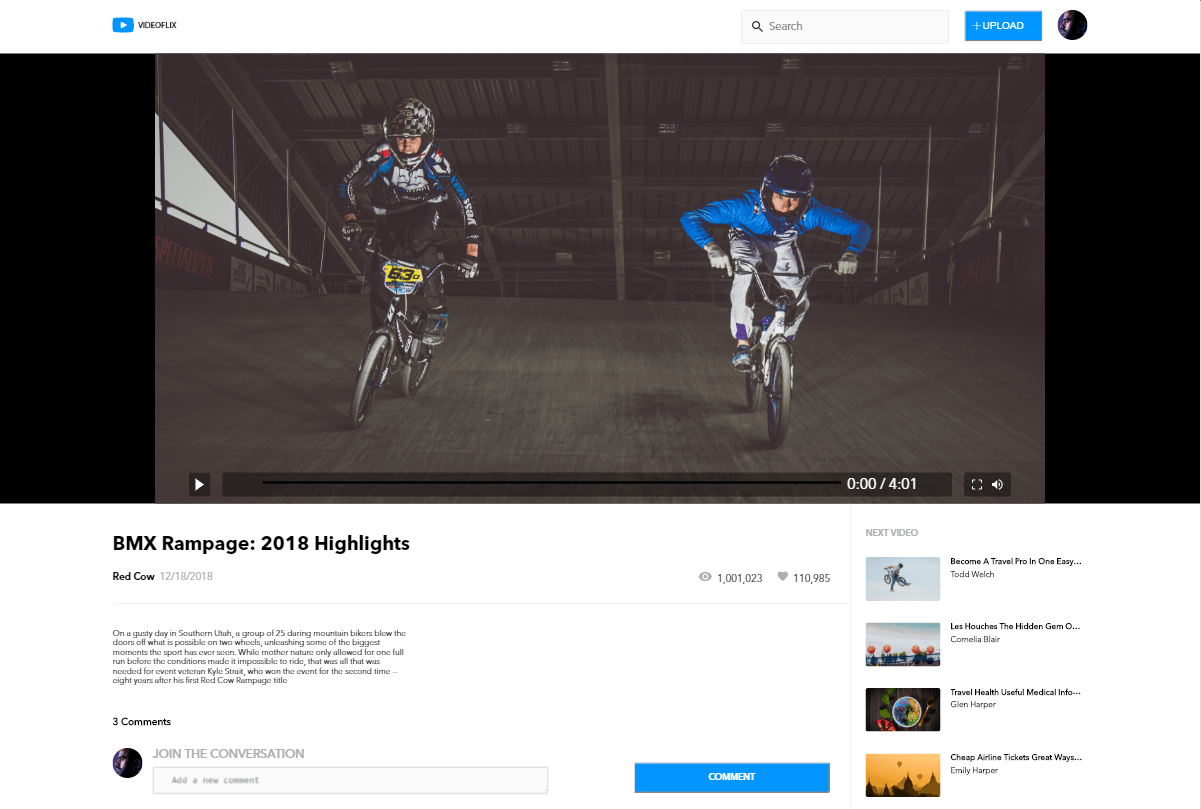 VIDEOFLIX
Search
+ UPLOAD
SPECIALIZED
63
0:00 / 4:01
BMX Rampage: 2018 Highlights
Red Cow 12/18/2018
1,001,023 110,985
On a gusty day in Southern Utah, a group of 25 daring mountain bikers blew the
doors off what is possible on two wheels, unleashing some of the biggest
moments the sport has ever seen. While mother nature only allowed for one full
run before the conditions made it impossible to ride, that was all that was
needed for event veteran Kyle Strait, who won the event for the second time --
eight years after his first Red Cow Rampage title
3 Comments
JOIN THE CONVERSATION
Add a new comment
COMMENT
NEXT VIDEO
Become A Travel Pro In One Easy...
Todd Welch
Les Houches The Hidden Gem O...
Cornelia Blair
Travel Health Useful Medical Info...
Glen Harper
Cheap Airline Tickets Great Ways...
Emily Harper